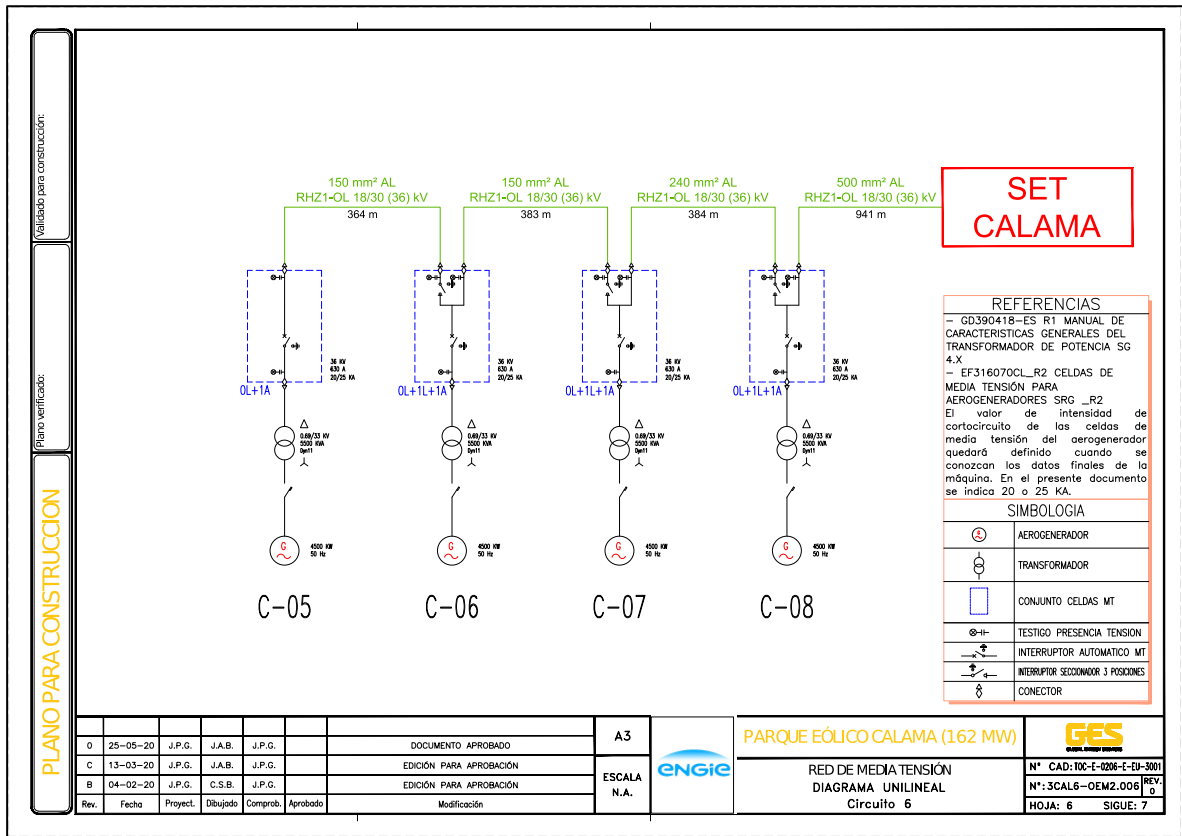 Validado para construcción:
Plano verificado:
PLANO PARA CONSTRUCCION
150 mm² AL
RHZ1-OL 18/30 (36) kV
364 m
150 mm² AL
RHZ1-OL 18/30 (36) kV
383 m
240 mm² AL
RHZ1-OL 18/30 (36) kV
384 m
500 mm² AL
RHZ1-OL 18/30 (36) kV
941 m
SET
CALAMA
36 KV
630 A
20/25 KA
0L+1A
0.69/33 KV
5500 KVA
Dyn11
G
4500 KW
50 Hz
C-05
36 KV
630 A
20/25 KA
0L+1L+1A
0.69/33 KV
5500 KVA
Dyn11
G
4500 KW
50 Hz
C-06
36 KV
630 A
20/25 KA
0L+1L+1A
0.69/33 KV
5500 KVA
Dyn11
G
4500 KW
50 Hz
C-07
36 KV
630 A
20/25 KA
0L+1L+1A
0.69/33 KV
5500 KVA
Dyn11
G
4500 KW
50 Hz
C-08
REFERENCIAS
- GD390418-ES R1 MANUAL DE
CARACTERISTICAS GENERALES DEL
TRANSFORMADOR DE POTENCIA SG
4.X
- EF316070CL_R2 CELDAS DE
MEDIA TENSIÓN PARA
AEROGENERADORES SRG _R2
El valor de intensidad de
cortocircuito de las celdas de
media tensión del aerogenerador
quedará definido cuando se
conozcan los datos finales de la
máquina. En el presente documento
se indica 20 o 25 KA.
SIMBOLOGIA
AEROGENERADOR
TRANSFORMADOR
CONJUNTO CELDAS MT
TESTIGO PRESENCIA TENSION
INTERRUPTOR AUTOMATICO MT
INTERRUPTOR SECCIONADOR 3 POSICIONES
CONECTOR
0 25-05-20 J.P.G. J.A.B. J.P.G. DOCUMENTO APROBADO
C 13-03-20 J.P.G. J.A.B. J.P.G. EDICIÓN PARA APROBACIÓN
B 04-02-20 J.P.G. C.S.B. J.P.G. EDICIÓN PARA APROBACIÓN
Rev. Fecha Proyect. Dibujado Comprob. Aprobado Modificación
A3
ESCALA
N.A.
ENGIE
PARQUE EÓLICO CALAMA (162 MW)
RED DE MEDIA TENSIÓN
DIAGRAMA UNILINEAL
Circuito 6
GES
GLOBAL ENERGY SERVICES
Nº CAD:TOC-E-0206-E-EU-3001
Nº:3CAL6-OEM2.006 REV.
0
HOJA: 6 SIGUE: 7